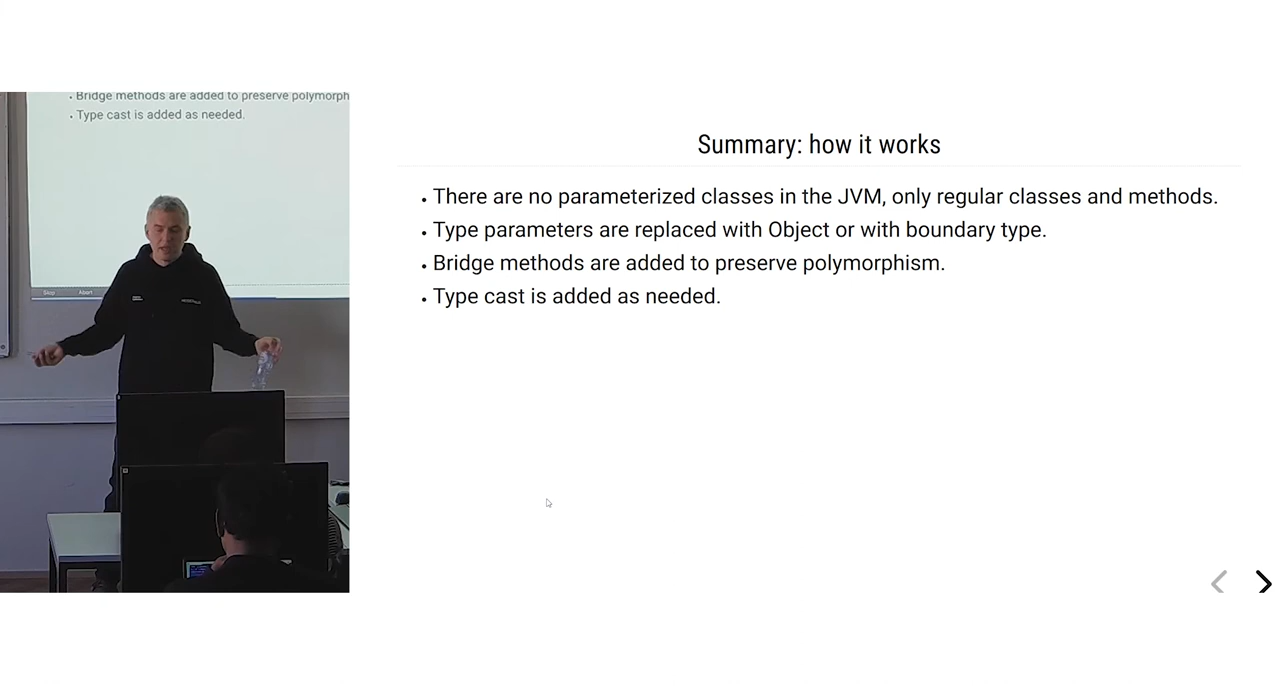 Bridge methods are added to preserve polymorph
Type cast is added as needed.
Skip Abort
Summary: how it works
• There are no parameterized classes in the JVM, only regular classes and methods.
• Type parameters are replaced with Object or with boundary type.
• Bridge methods are added to preserve polymorphism.
• Type cast is added as needed.